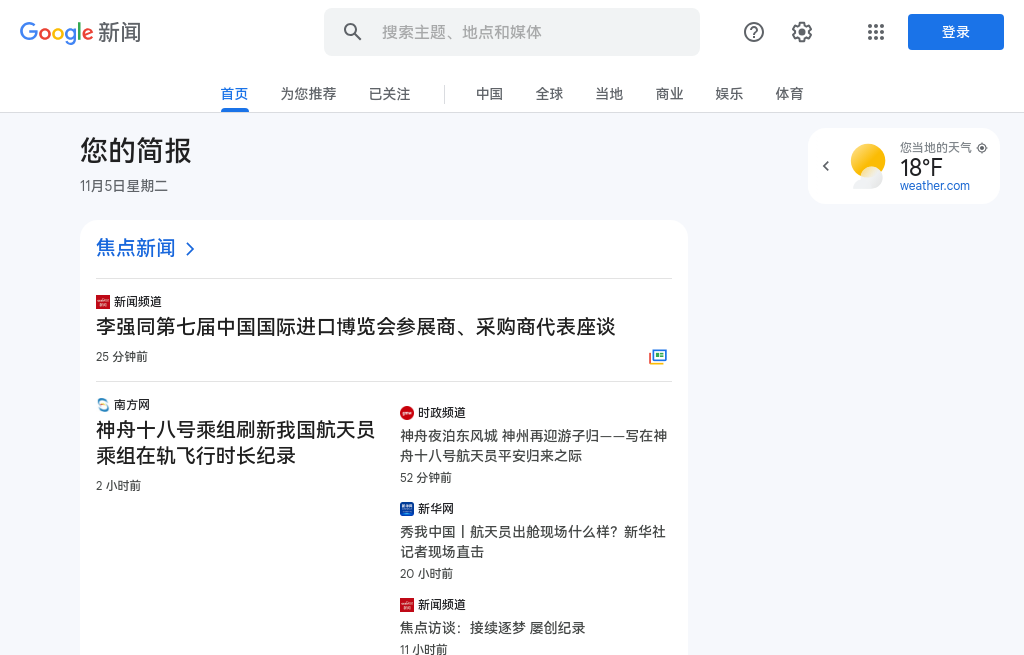 Google 新闻
搜索主题、地点和媒体
登录
首页
为您推荐
已关注
中国
全球
当地
商业
娱乐
体育
您的简报
11月5日星期二
您当地的天气
18°F
weather.com
焦点新闻
新闻频道
李强同第七届中国国际进口博览会参展商、采购商代表座谈
25 分钟前
南方网
神舟十八号乘组刷新我国航天员
乘组在轨飞行时长纪录
2 小时前
时政频道
神舟夜泊东风城 神州再迎游子归——写在神
舟十八号航天员平安归来之际
52 分钟前
新华网
秀我中国丨航天员出舱现场什么样？新华社
记者现场直击
20 小时前
新闻频道
焦点访谈：接续逐梦 屡创纪录
11 小时前